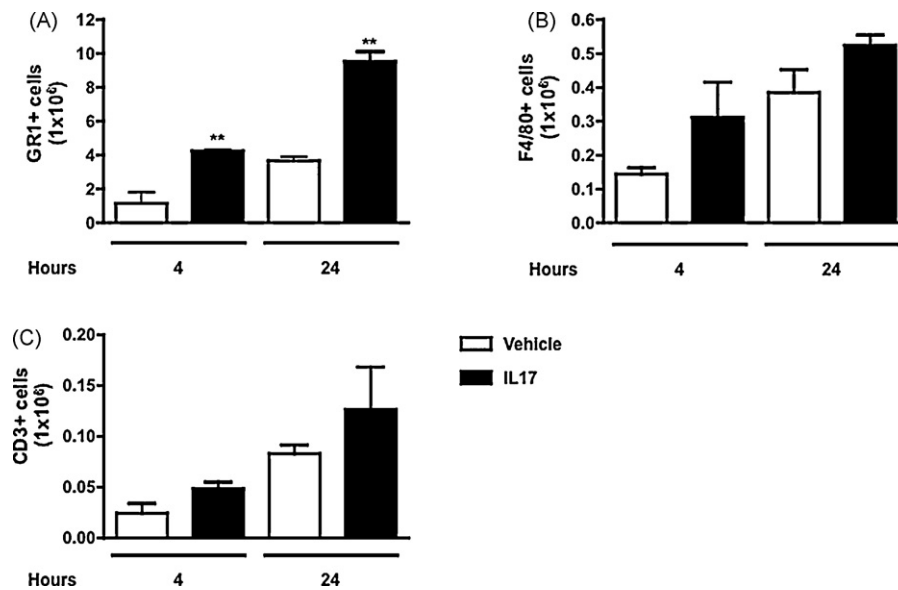 (A)
GR1+ cells
(1x10⁶)
12
10
8
6
4
2
0
**
**
Hours 4 24
(B)
F4/80+ cells
(1x10⁶)
0.6
0.5
0.4
0.3
0.2
0.1
0.0
Hours 4 24
(C)
CD3+ cells
(1x10⁶)
0.20
0.15
0.10
0.05
0.00
Hours 4 24
Vehicle
IL17